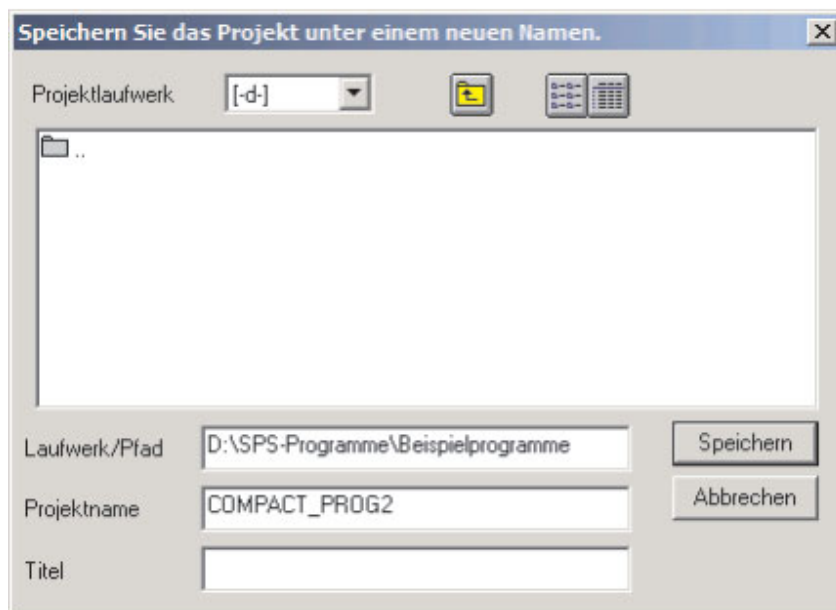 Speichern Sie das Projekt unter einem neuen Namen.
Projektlaufwerk [-d-]
..
Laufwerk/Pfad D:\SPS-Programme\Beispielprogramme Speichern
Projektname COMPACT_PROG2 Abbrechen
Titel